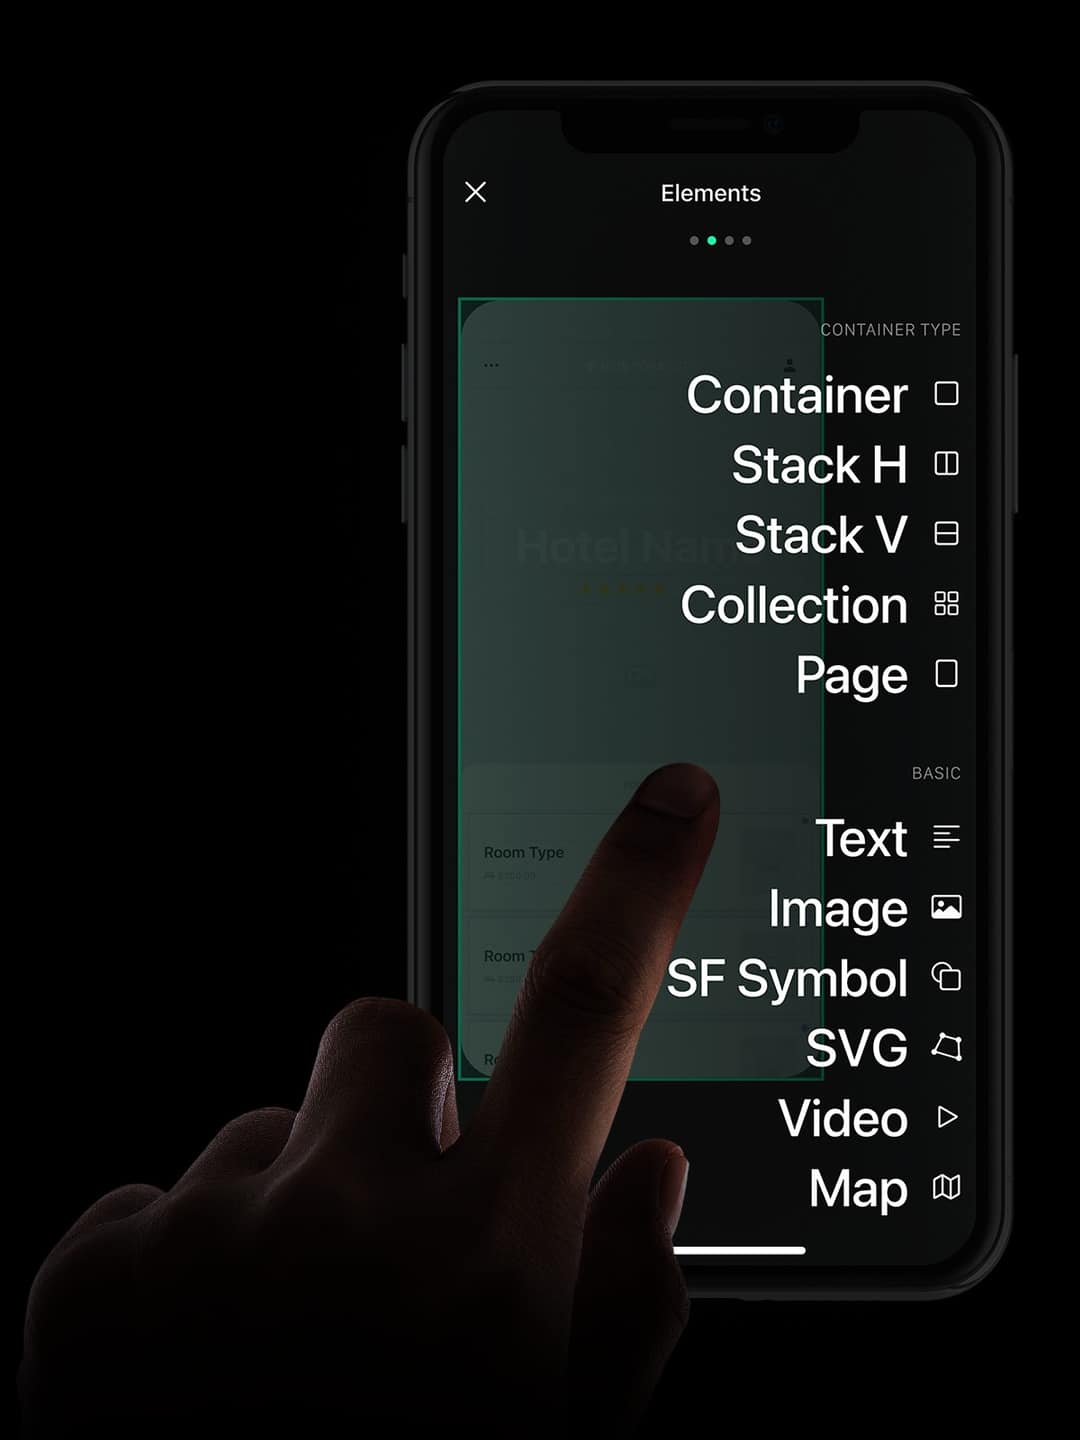 Elements
CONTAINER TYPE
Container
Stack H
Stack V
Hotel Nam
Collection
Page
BASIC
Text
Room Type
Image
Room
SF Symbol
SVG
Video
Map